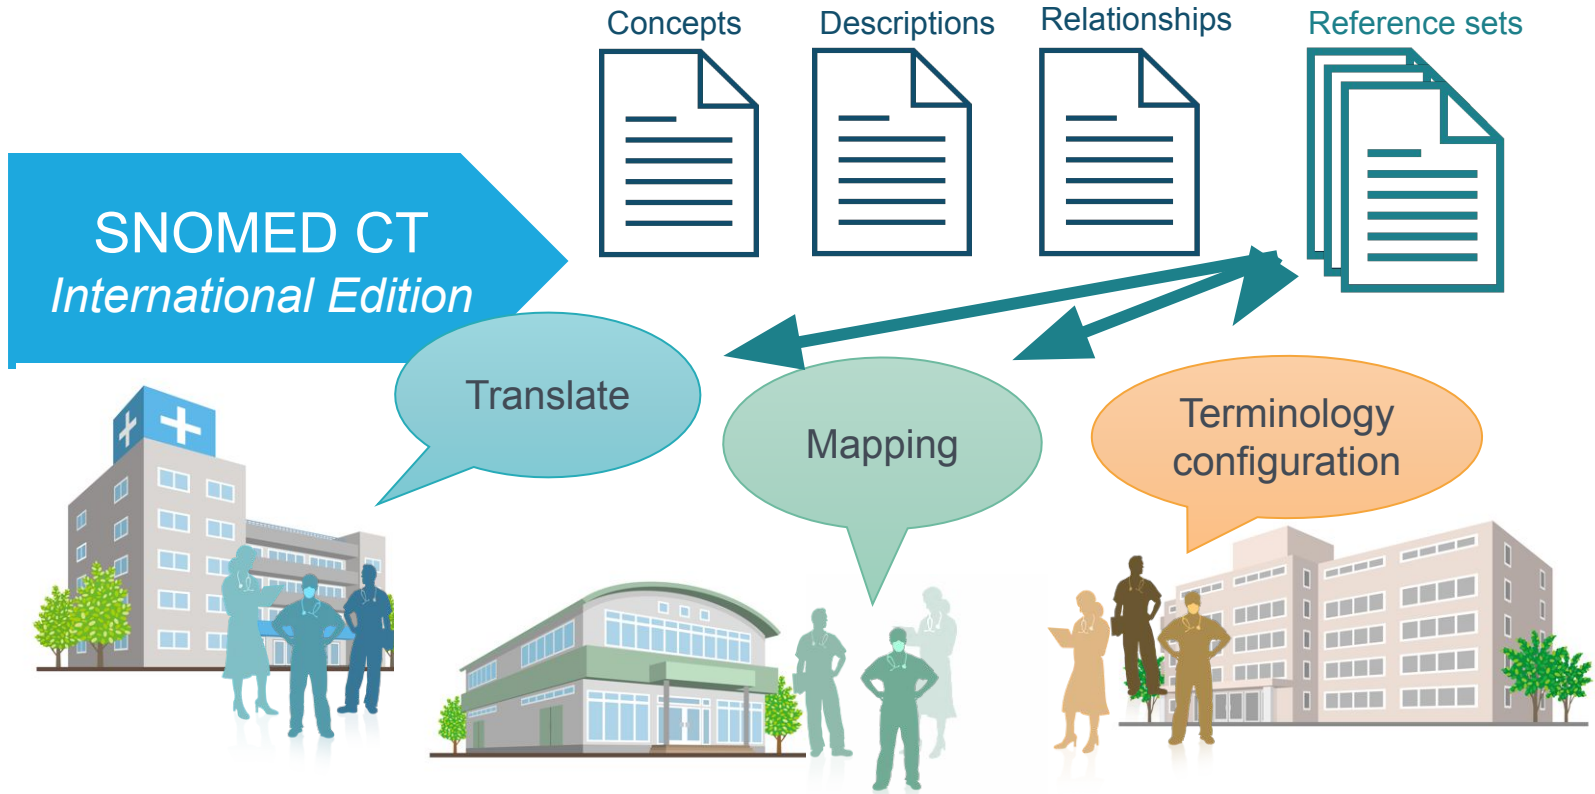 Concepts
Descriptions
Relationships
Reference sets
SNOMED CT
International Edition
Translate
Mapping
Terminology
configuration